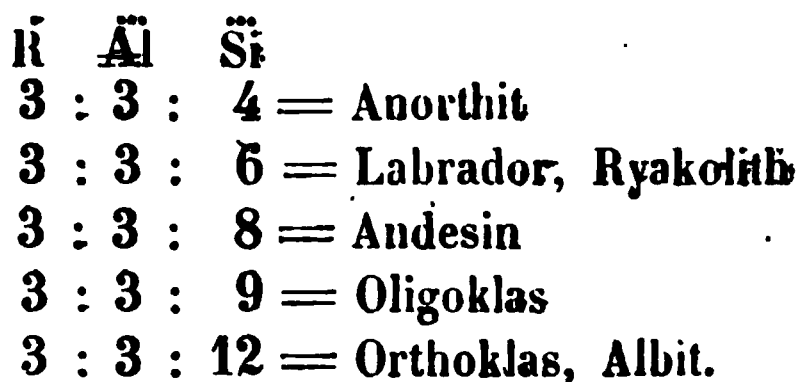 Ṙ A̶⃛l S⃛i
3 : 3 : 4 = Anorthit
3 : 3 : 6 = Labrador, Ryakolith
3 : 3 : 8 = Andesin
3 : 3 : 9 = Oligoklas
3 : 3 : 12 = Orthoklas, Albit.